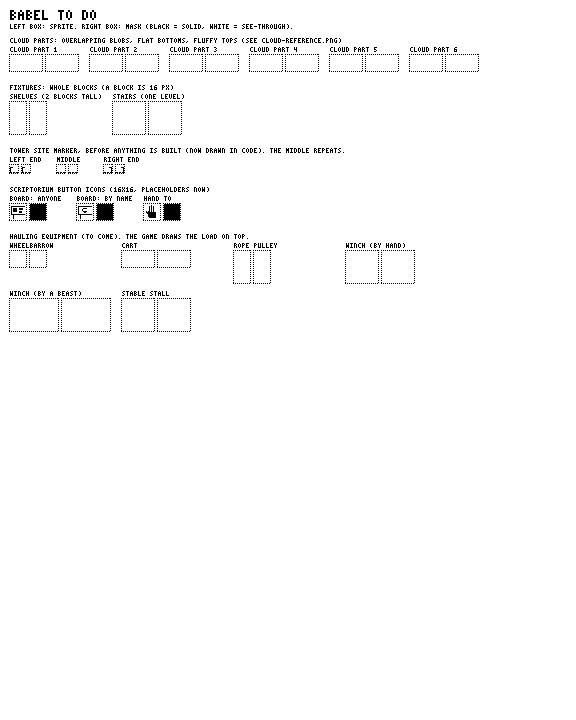 BABEL TO DO
LEFT BOX: SPRITE. RIGHT BOX: MASK (BLACK = SOLID, WHITE = SEE-THROUGH).
CLOUD PARTS: OVERLAPPING BLOBS, FLAT BOTTOMS, FLUFFY TOPS (SEE CLOUD-REFERENCE.PNG)
CLOUD PART 1 CLOUD PART 2 CLOUD PART 3 CLOUD PART 4 CLOUD PART 5 CLOUD PART 6
FIXTURES: WHOLE BLOCKS (A BLOCK IS 16 PX)
SHELVES (2 BLOCKS TALL) STAIRS (ONE LEVEL)
TOWER SITE MARKER, BEFORE ANYTHING IS BUILT (NOW DRAWN IN CODE). THE MIDDLE REPEATS.
LEFT END MIDDLE RIGHT END
SCRIPTORIUM BUTTON ICONS (16X16, PLACEHOLDERS NOW)
BOARD: ANYONE BOARD: BY NAME HAND TO
HAULING EQUIPMENT (TO COME). THE GAME DRAWS THE LOAD ON TOP.
WHEELBARROW CART ROPE PULLEY WINCH (BY HAND)
WINCH (BY A BEAST) STABLE STALL